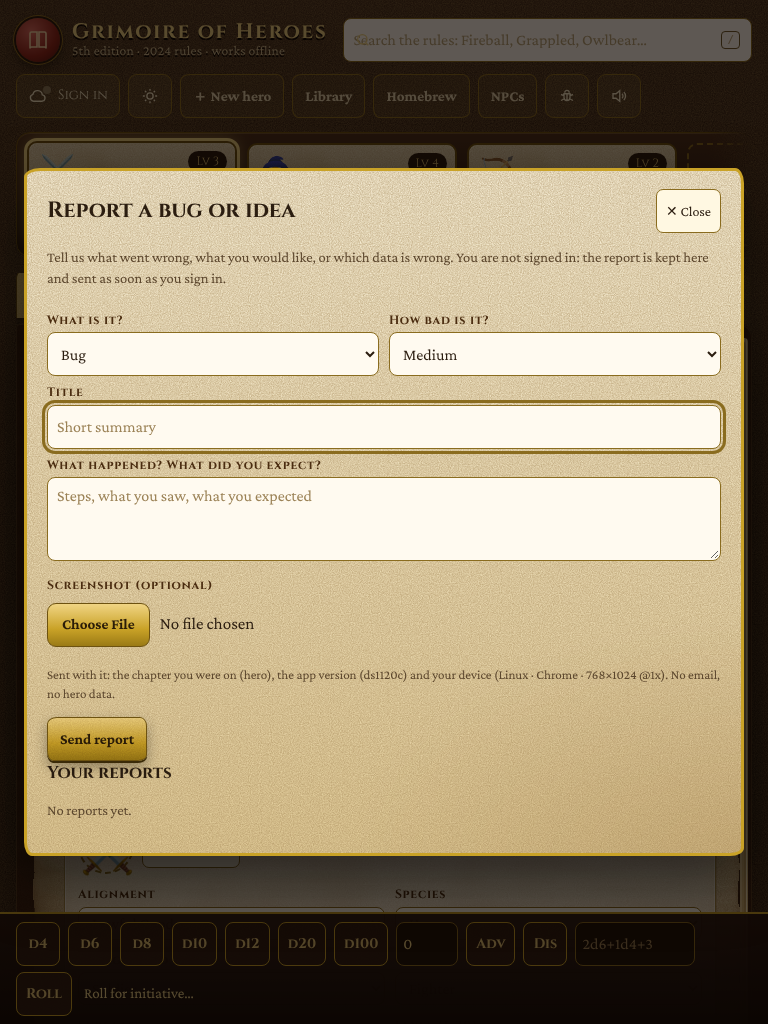 Grimoire of Heroes
5th edition · 2024 rules · works offline
Search the rules: Fireball, Grappled, Owlbear…
/
Sign in
+ New hero
Library
Homebrew
NPCs
Lv 3
Lv 4
Lv 2
Report a bug or idea
✕ Close
Tell us what went wrong, what you would like, or which data is wrong. You are not signed in: the report is kept here
and sent as soon as you sign in.
What is it?
How bad is it?
Bug
Medium
Title
Short summary
What happened? What did you expect?
Steps, what you saw, what you expected
Screenshot (optional)
Choose File
No file chosen
Sent with it: the chapter you were on (hero), the app version (ds1120c) and your device (Linux · Chrome · 768×1024 @1x). No email,
no hero data.
Send report
Your reports
No reports yet.
Alignment
Species
D4
D6
D8
D10
D12
D20
D100
0
Adv
Dis
2d6+1d4+3
Roll
Roll for initiative…